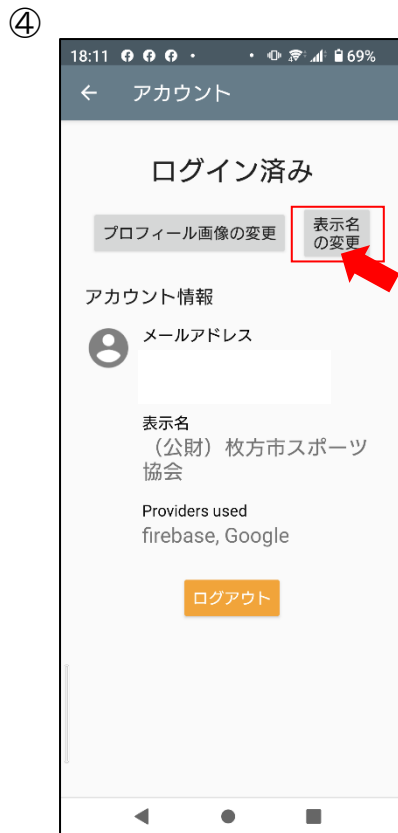 ④
18:11 69%
アカウント
ログイン済み
プロフィール画像の変更
表示名
の変更
アカウント情報
メールアドレス
表示名
（公財）枚方市スポーツ
協会
Providers used
firebase, Google
ログアウト